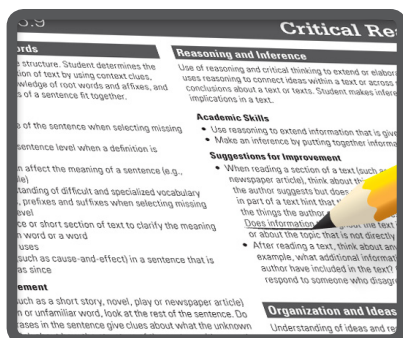 5.9
Critical Re
ords
structure. Student determines the
tion of text by using context clues,
wledge of root words and affixes, and
s of a sentence fit together.
a of the sentence when selecting missing
sentence level when a definition is
n affect the meaning of a sentence (e.g.,
tanding of difficult and specialized vocabulary
, prefixes and suffixes when selecting missing
evel
ce or short section of text to clarify the meaning
n word or a word
uses
(such as cause-and-effect) in a sentence that is
as since
ement
uch as a short story, novel, play or newspaper article)
n or unfamiliar word, look at the rest of the sentence. Do
rases in the sentence give clues about what the unknown
Reasoning and Inference
Use of reasoning and critical thinking to extend or elabor
uses reasoning to connect ideas within a text or across
conclusions about a text or texts. Student makes infere
implications in a text.
Academic Skills
• Use reasoning to extend information that is give
• Make an inference by putting together informa
Suggestions for Improvement
• When reading a section of a text (such as
newspaper article), think about th
the author suggests but does
in part of a text hint that
the things the author
Does information the text
or about the topic that is not directly
• After reading a text, think about an
example, what additional informat
author have included in the text?
respond to someone who disagr
Organization and Ideas
Understanding of ideas and re